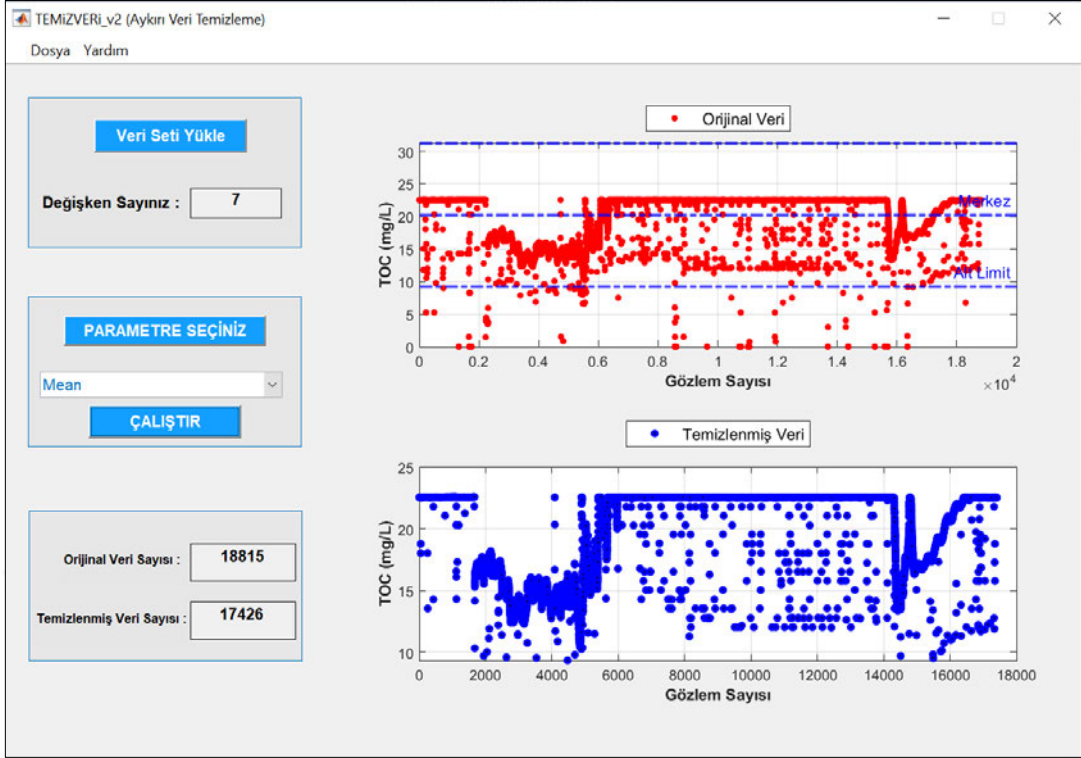 TEMiZVERi_v2 (Aykırı Veri Temizleme)
Dosya Yardım
Veri Seti Yükle
Değişken Sayınız : 7
PARAMETRE SEÇİNİZ
Mean
ÇALIŞTIR
Orijinal Veri Sayısı : 18815
Temizlenmiş Veri Sayısı : 17426
Orijinal Veri
30
25
20
15
10
5
0
TOC (mg/L)
Merkez
Alt Limit
0 0.2 0.4 0.6 0.8 1 1.2 1.4 1.6 1.8 2
Gözlem Sayısı
×10⁴
Temizlenmiş Veri
25
20
15
10
TOC (mg/L)
0 2000 4000 6000 8000 10000 12000 14000 16000 18000
Gözlem Sayısı